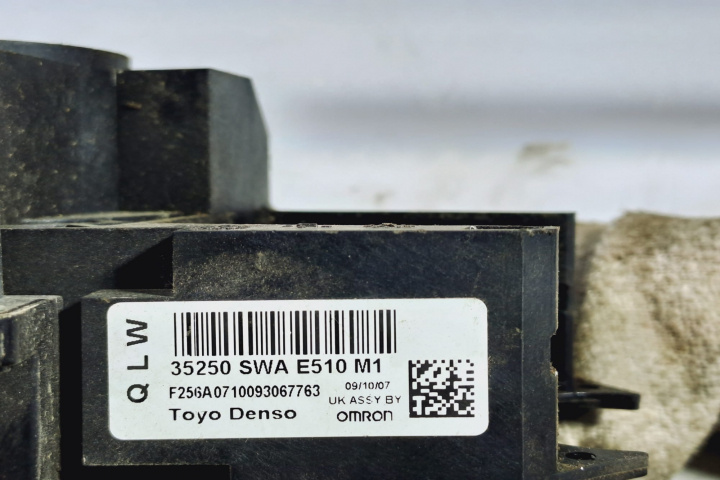 QLW
35250 SWA E510 M1
F256A0710093067763
09/10/07
UK ASSY BY
Toyo Denso
OMRON